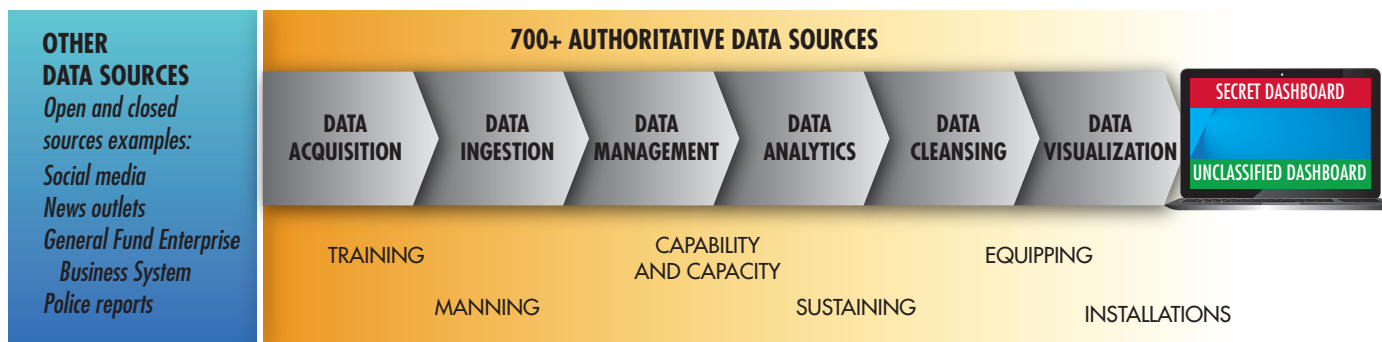 OTHER
DATA SOURCES
Open and closed
sources examples:
Social media
News outlets
General Fund Enterprise
Business System
Police reports
700+ AUTHORITATIVE DATA SOURCES
DATA
ACQUISITION
DATA
INGESTION
DATA
MANAGEMENT
DATA
ANALYTICS
DATA
CLEANSING
DATA
VISUALIZATION
SECRET DASHBOARD
UNCLASSIFIED DASHBOARD
TRAINING
MANNING
CAPABILITY
AND CAPACITY
SUSTAINING
EQUIPPING
INSTALLATIONS